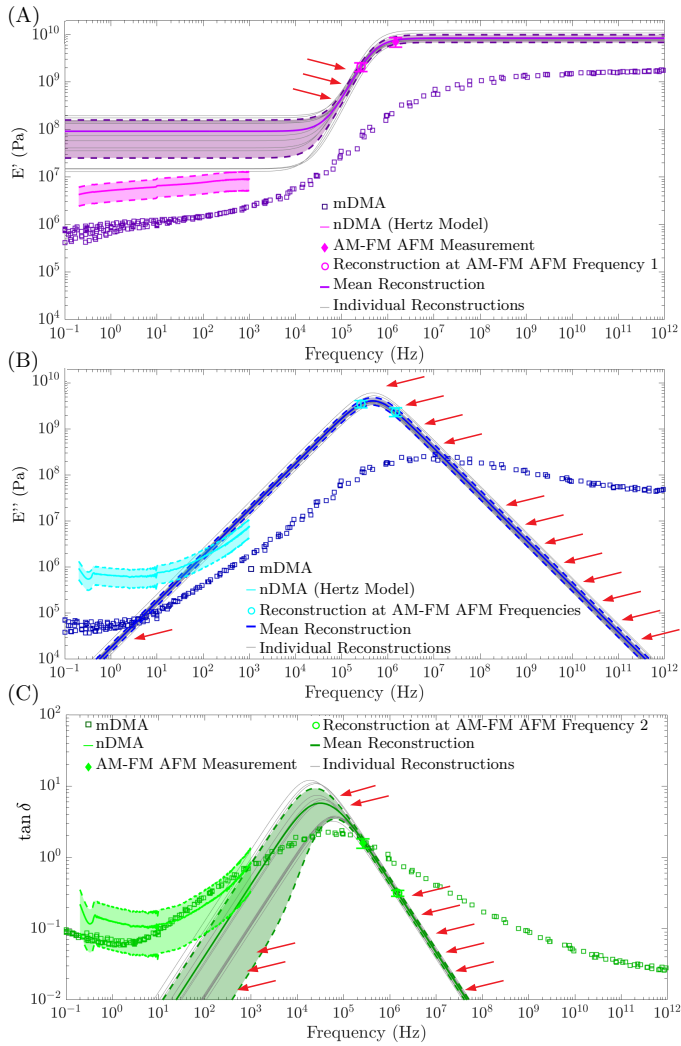 (A)
E' (Pa)
10^10
10^9
10^8
10^7
10^6
10^5
10^4
mDMA
nDMA (Hertz Model)
AM-FM AFM Measurement
Reconstruction at AM-FM AFM Frequency 1
Mean Reconstruction
Individual Reconstructions
10^-1 10^0 10^1 10^2 10^3 10^4 10^5 10^6 10^7 10^8 10^9 10^10 10^11 10^12
Frequency (Hz)
(B)
E'' (Pa)
10^10
10^9
10^8
10^7
10^6
10^5
10^4
mDMA
nDMA (Hertz Model)
Reconstruction at AM-FM AFM Frequencies
Mean Reconstruction
Individual Reconstructions
10^-1 10^0 10^1 10^2 10^3 10^4 10^5 10^6 10^7 10^8 10^9 10^10 10^11 10^12
Frequency (Hz)
(C)
tan δ
10^2
10^1
10^0
10^-1
10^-2
mDMA
nDMA
AM-FM AFM Measurement
Reconstruction at AM-FM AFM Frequency 2
Mean Reconstruction
Individual Reconstructions
10^-1 10^0 10^1 10^2 10^3 10^4 10^5 10^6 10^7 10^8 10^9 10^10 10^11 10^12
Frequency (Hz)